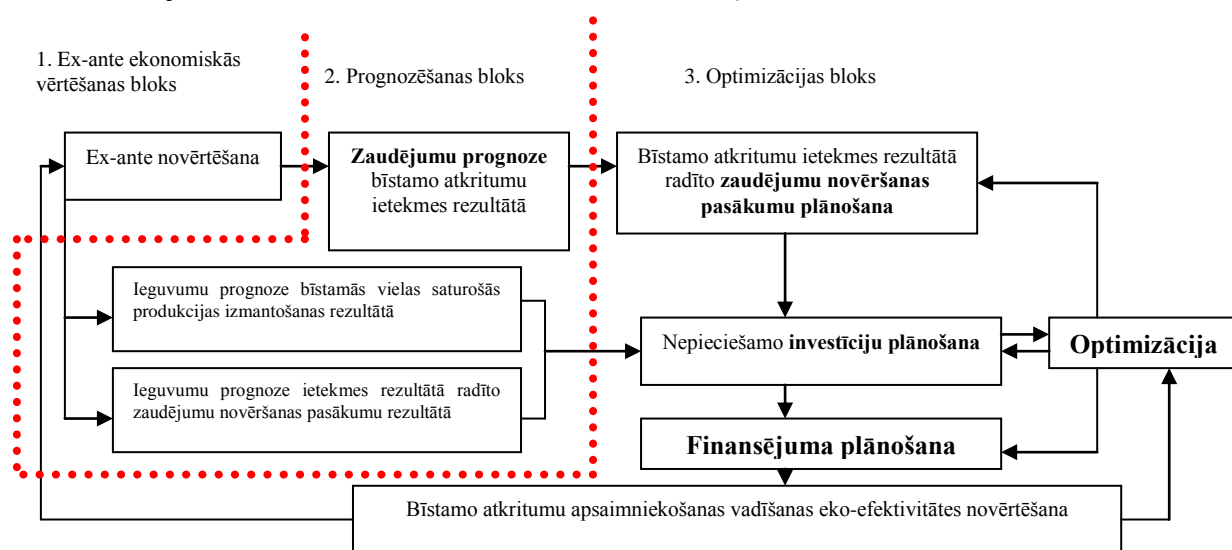 1. Ex-ante ekonomiskās
vērtēšanas bloks
2. Prognozēšanas bloks
3. Optimizācijas bloks
Ex-ante novērtēšana
Zaudējumu prognoze
bīstamo atkritumu
ietekmes rezultātā
Bīstamo atkritumu ietekmes rezultātā
radīto zaudējumu novēršanas
pasākumu plānošana
Ieguvumu prognoze bīstamās vielas saturošās
produkcijas izmantošanas rezultātā
Nepieciešamo investīciju plānošana
Optimizācija
Ieguvumu prognoze ietekmes rezultātā radīto
zaudējumu novēršanas pasākumu rezultātā
Finansējuma plānošana
Bīstamo atkritumu apsaimniekošanas vadīšanas eko-efektivitātes novērtēšana